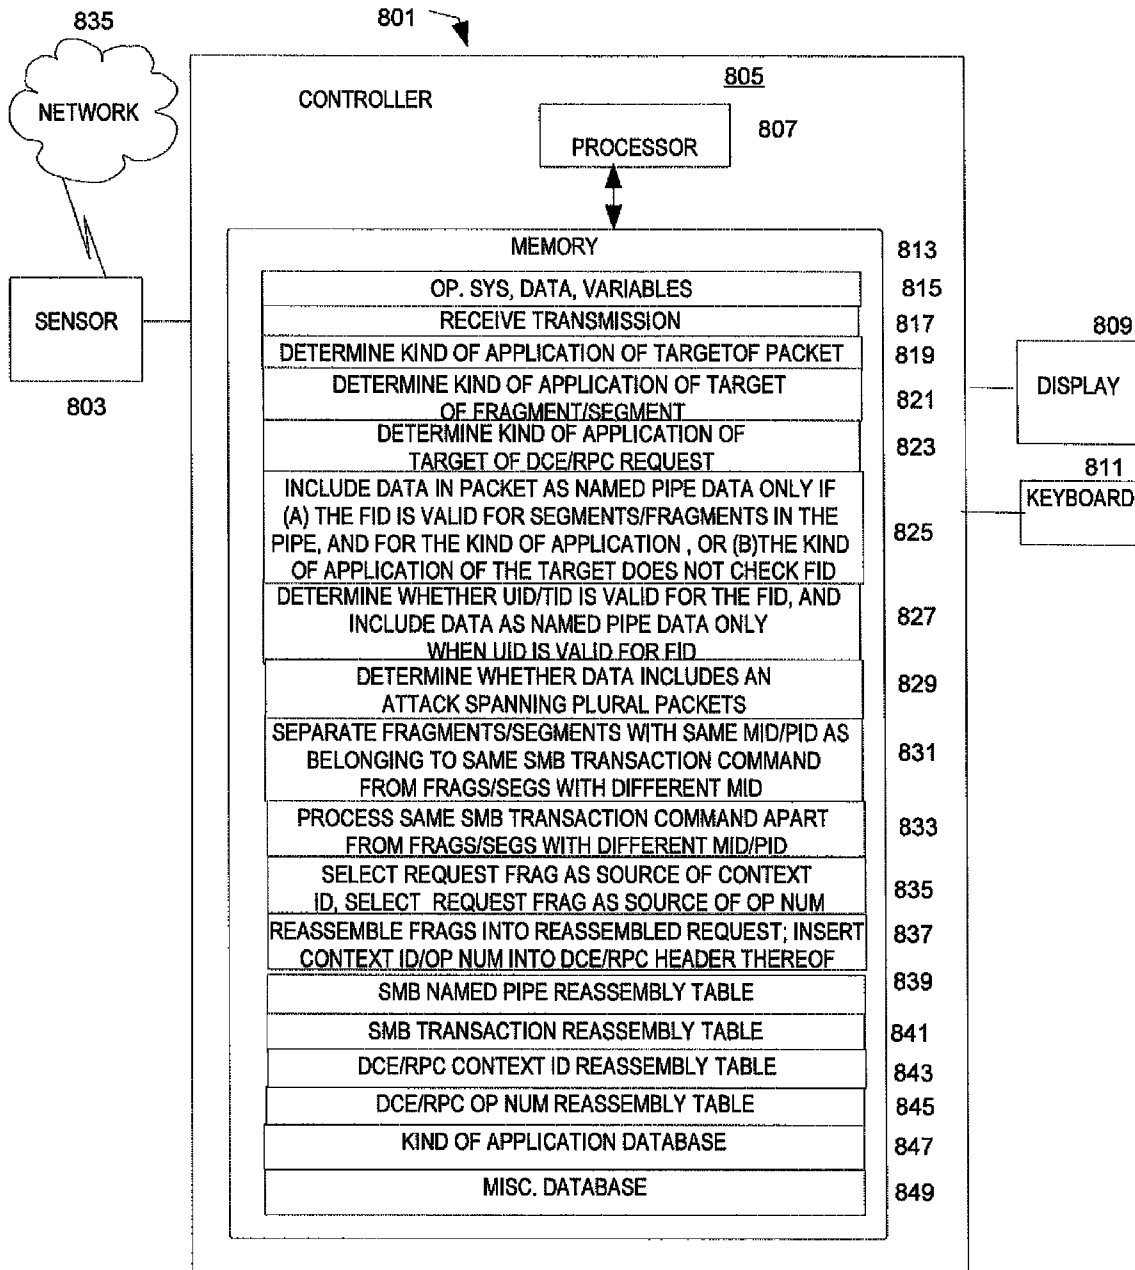 835
801
NETWORK
CONTROLLER
805
PROCESSOR
807
MEMORY
813
OP. SYS, DATA, VARIABLES
815
SENSOR
803
RECEIVE TRANSMISSION
817
DETERMINE KIND OF APPLICATION OF TARGETOF PACKET
819
809
DISPLAY
DETERMINE KIND OF APPLICATION OF TARGET
OF FRAGMENT/SEGMENT
821
DETERMINE KIND OF APPLICATION OF
TARGET OF DCE/RPC REQUEST
823
811
KEYBOARD
INCLUDE DATA IN PACKET AS NAMED PIPE DATA ONLY IF
(A) THE FID IS VALID FOR SEGMENTS/FRAGMENTS IN THE
PIPE, AND FOR THE KIND OF APPLICATION , OR (B)THE KIND
OF APPLICATION OF THE TARGET DOES NOT CHECK FID
825
DETERMINE WHETHER UID/TID IS VALID FOR THE FID, AND
INCLUDE DATA AS NAMED PIPE DATA ONLY
WHEN UID IS VALID FOR FID
827
DETERMINE WHETHER DATA INCLUDES AN
ATTACK SPANNING PLURAL PACKETS
829
SEPARATE FRAGMENTS/SEGMENTS WITH SAME MID/PID AS
BELONGING TO SAME SMB TRANSACTION COMMAND
FROM FRAGS/SEGS WITH DIFFERENT MID
831
PROCESS SAME SMB TRANSACTION COMMAND APART
FROM FRAGS/SEGS WITH DIFFERENT MID/PID
833
SELECT REQUEST FRAG AS SOURCE OF CONTEXT
ID, SELECT REQUEST FRAG AS SOURCE OF OP NUM
835
REASSEMBLE FRAGS INTO REASSEMBLED REQUEST; INSERT
CONTEXT ID/OP NUM INTO DCE/RPC HEADER THEREOF
837
SMB NAMED PIPE REASSEMBLY TABLE
839
SMB TRANSACTION REASSEMBLY TABLE
841
DCE/RPC CONTEXT ID REASSEMBLY TABLE
843
DCE/RPC OP NUM REASSEMBLY TABLE
845
KIND OF APPLICATION DATABASE
847
MISC. DATABASE
849